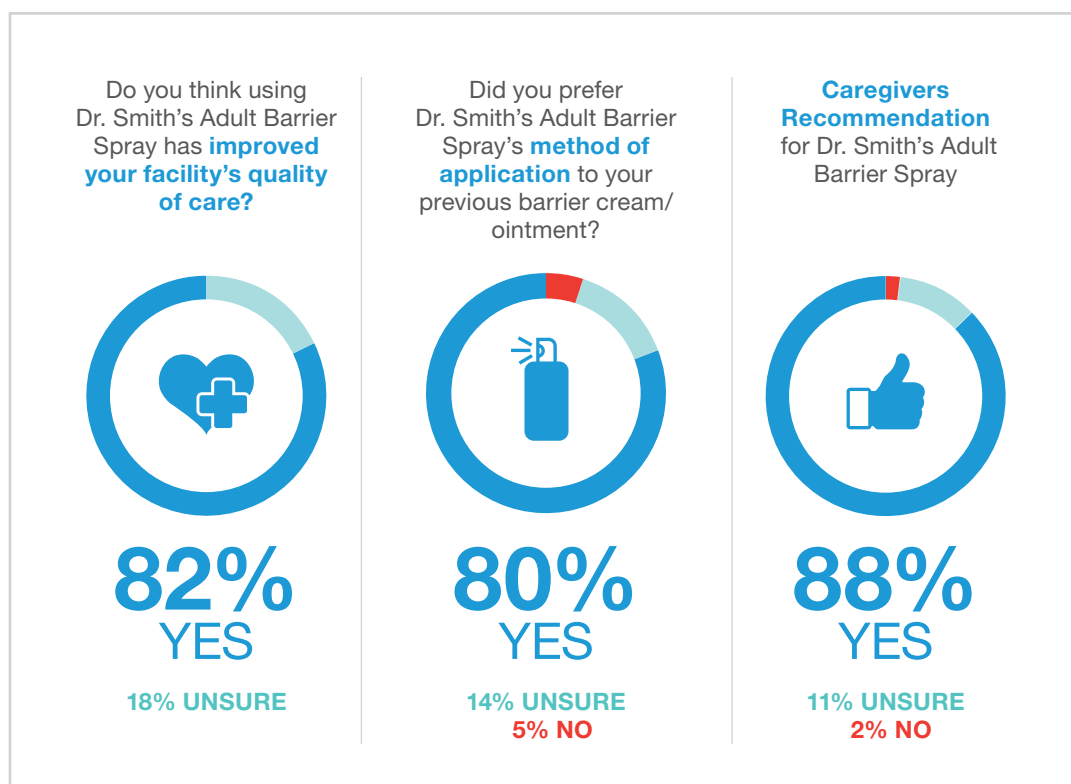 Do you think using
Dr. Smith’s Adult Barrier
Spray has improved
your facility’s quality
of care?
82%
YES
18% UNSURE
Did you prefer
Dr. Smith’s Adult Barrier
Spray’s method of
application to your
previous barrier cream/
ointment?
80%
YES
14% UNSURE
5% NO
Caregivers
Recommendation
for Dr. Smith’s Adult
Barrier Spray
88%
YES
11% UNSURE
2% NO